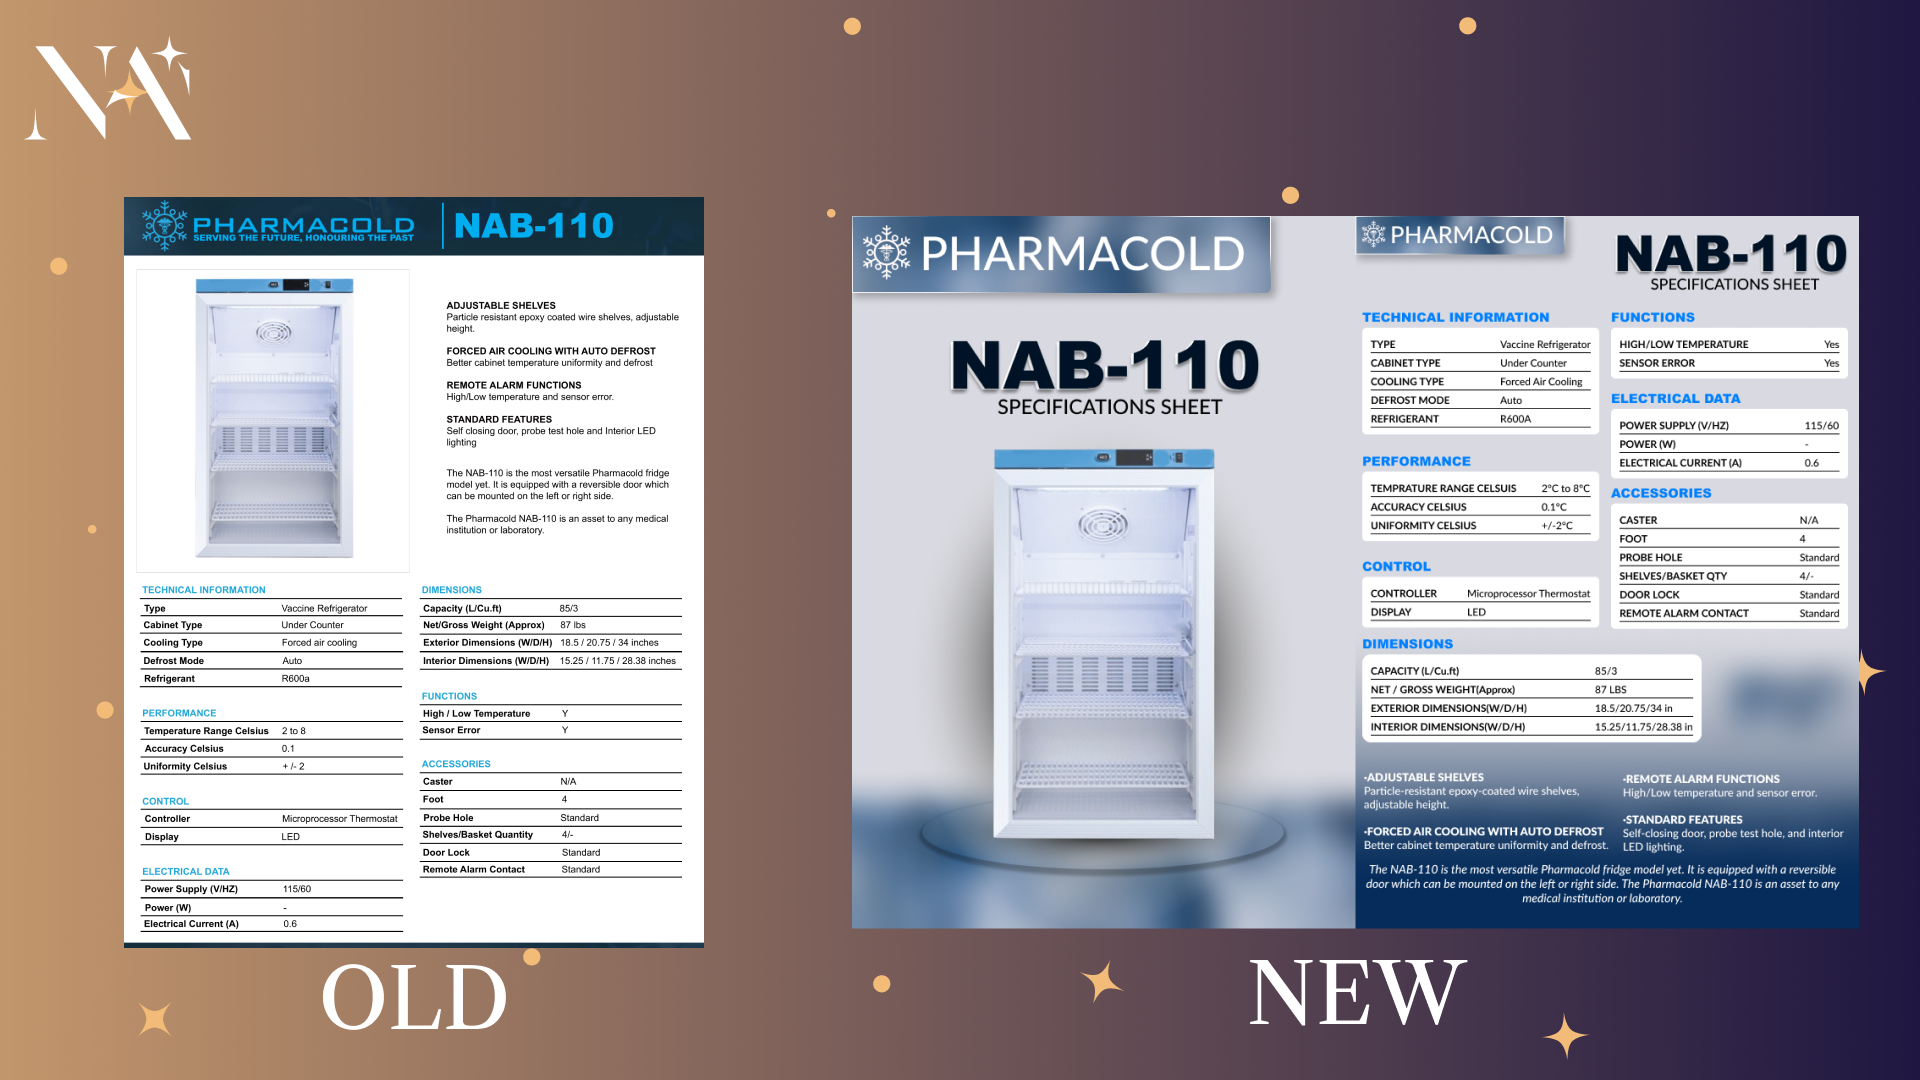 NA
PHARMACOLD
SERVING THE FUTURE, HONOURING THE PAST
NAB-110
ADJUSTABLE SHELVES
Particle resistant epoxy coated wire shelves, adjustable
height.
FORCED AIR COOLING WITH AUTO DEFROST
Better cabinet temperature uniformity and defrost
REMOTE ALARM FUNCTIONS
High/Low temperature and sensor error.
STANDARD FEATURES
Self closing door, probe test hole and Interior LED
lighting
The NAB-110 is the most versatile Pharmacold fridge
model yet. It is equipped with a reversible door which
can be mounted on the left or right side.
The Pharmacold NAB-110 is an asset to any medical
institution or laboratory.
TECHNICAL INFORMATION
Type Vaccine Refrigerator
Cabinet Type Under Counter
Cooling Type Forced air cooling
Defrost Mode Auto
Refrigerant R600a
PERFORMANCE
Temperature Range Celsius 2 to 8
Accuracy Celsius 0.1
Uniformity Celsius + /- 2
CONTROL
Controller Microprocessor Thermostat
Display LED
ELECTRICAL DATA
Power Supply (V/HZ) 115/60
Power (W) -
Electrical Current (A) 0.6
DIMENSIONS
Capacity (L/Cu.ft) 85/3
Net/Gross Weight (Approx) 87 lbs
Exterior Dimensions (W/D/H) 18.5 / 20.75 / 34 inches
Interior Dimensions (W/D/H) 15.25 / 11.75 / 28.38 inches
FUNCTIONS
High / Low Temperature Y
Sensor Error Y
ACCESSORIES
Caster N/A
Foot 4
Probe Hole Standard
Shelves/Basket Quantity 4/-
Door Lock Standard
Remote Alarm Contact Standard
OLD
PHARMACOLD
NAB-110
SPECIFICATIONS SHEET
PHARMACOLD
NAB-110
SPECIFICATIONS SHEET
TECHNICAL INFORMATION
TYPE Vaccine Refrigerator
CABINET TYPE Under Counter
COOLING TYPE Forced Air Cooling
DEFROST MODE Auto
REFRIGERANT R600A
PERFORMANCE
TEMPRATURE RANGE CELSUIS 2°C to 8°C
ACCURACY CELSIUS 0.1°C
UNIFORMITY CELSIUS +/-2°C
CONTROL
CONTROLLER Microprocessor Thermostat
DISPLAY LED
FUNCTIONS
HIGH/LOW TEMPERATURE Yes
SENSOR ERROR Yes
ELECTRICAL DATA
POWER SUPPLY (V/HZ) 115/60
POWER (W) -
ELECTRICAL CURRENT (A) 0.6
ACCESSORIES
CASTER N/A
FOOT 4
PROBE HOLE Standard
SHELVES/BASKET QTY 4/-
DOOR LOCK Standard
REMOTE ALARM CONTACT Standard
DIMENSIONS
CAPACITY (L/Cu.ft) 85/3
NET / GROSS WEIGHT(Approx) 87 LBS
EXTERIOR DIMENSIONS(W/D/H) 18.5/20.75/34 in
INTERIOR DIMENSIONS(W/D/H) 15.25/11.75/28.38 in
·ADJUSTABLE SHELVES
Particle-resistant epoxy-coated wire shelves,
adjustable height.
·FORCED AIR COOLING WITH AUTO DEFROST
Better cabinet temperature uniformity and defrost.
·REMOTE ALARM FUNCTIONS
High/Low temperature and sensor error.
·STANDARD FEATURES
Self-closing door, probe test hole, and interior
LED lighting.
The NAB-110 is the most versatile Pharmacold fridge model yet. It is equipped with a reversible
door which can be mounted on the left or right side. The Pharmacold NAB-110 is an asset to any
medical institution or laboratory.
NEW